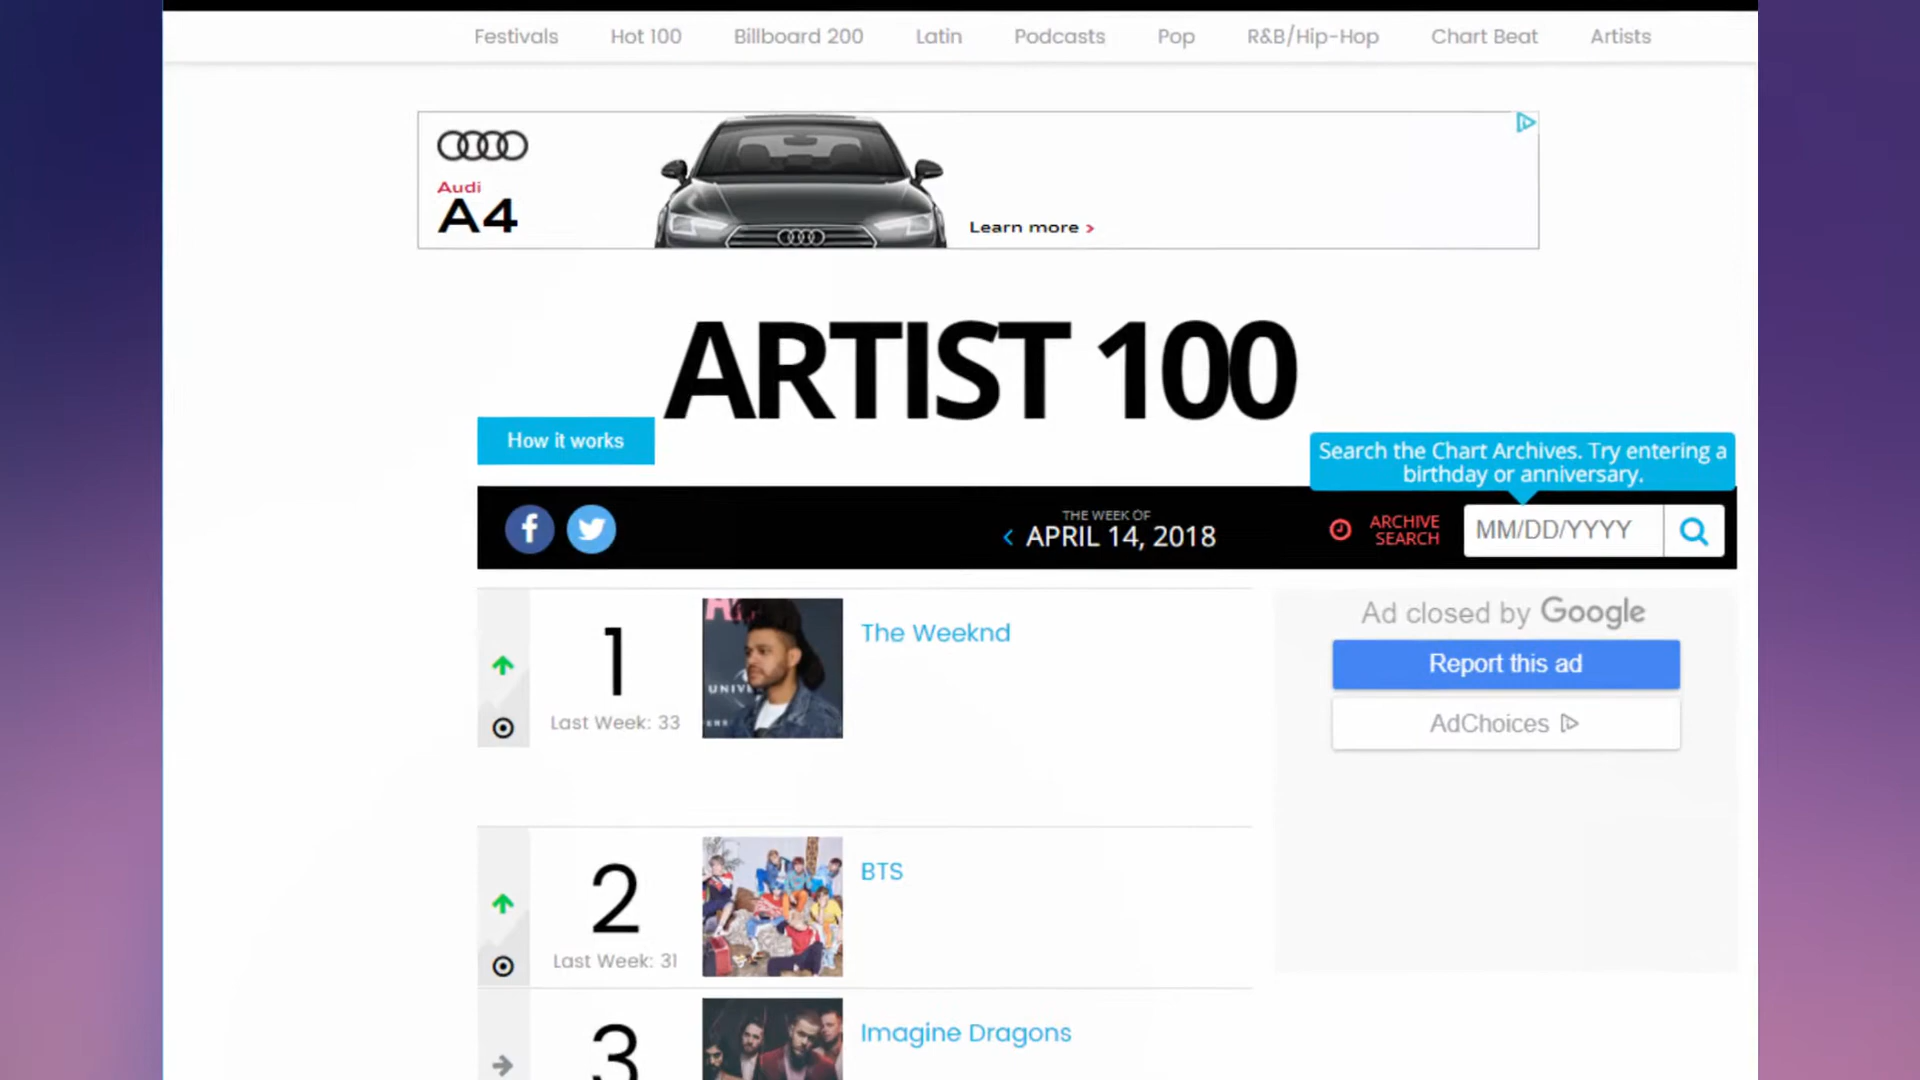 Festivals Hot 100 Billboard 200 Latin Podcasts Pop R&B/Hip-Hop Chart Beat Artists
Audi
A4
Learn more >
ARTIST 100
How it works
Search the Chart Archives. Try entering a
birthday or anniversary.
THE WEEK OF
APRIL 14, 2018
ARCHIVE
SEARCH
MM/DD/YYYY
1
Last Week: 33
UNIV
The Weeknd
Ad closed by Google
Report this ad
AdChoices
2
Last Week: 31
BTS
3
Imagine Dragons